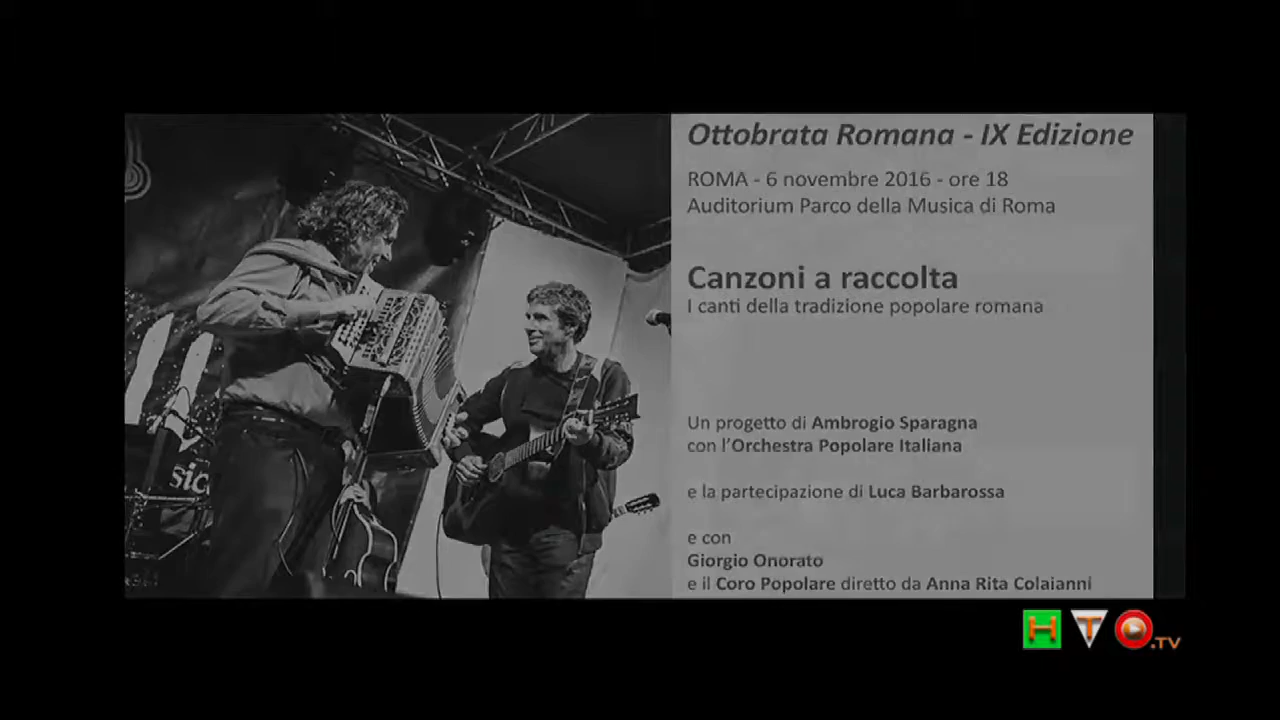 Ottobrata Romana - IX Edizione
ROMA - 6 novembre 2016 - ore 18
Auditorium Parco della Musica di Roma
Canzoni a raccolta
I canti della tradizione popolare romana
Un progetto di Ambrogio Sparagna
con l'Orchestra Popolare Italiana
e la partecipazione di Luca Barbarossa
e con
Giorgio Onorato
e il Coro Popolare diretto da Anna Rita Colaianni
sic
HTO.TV